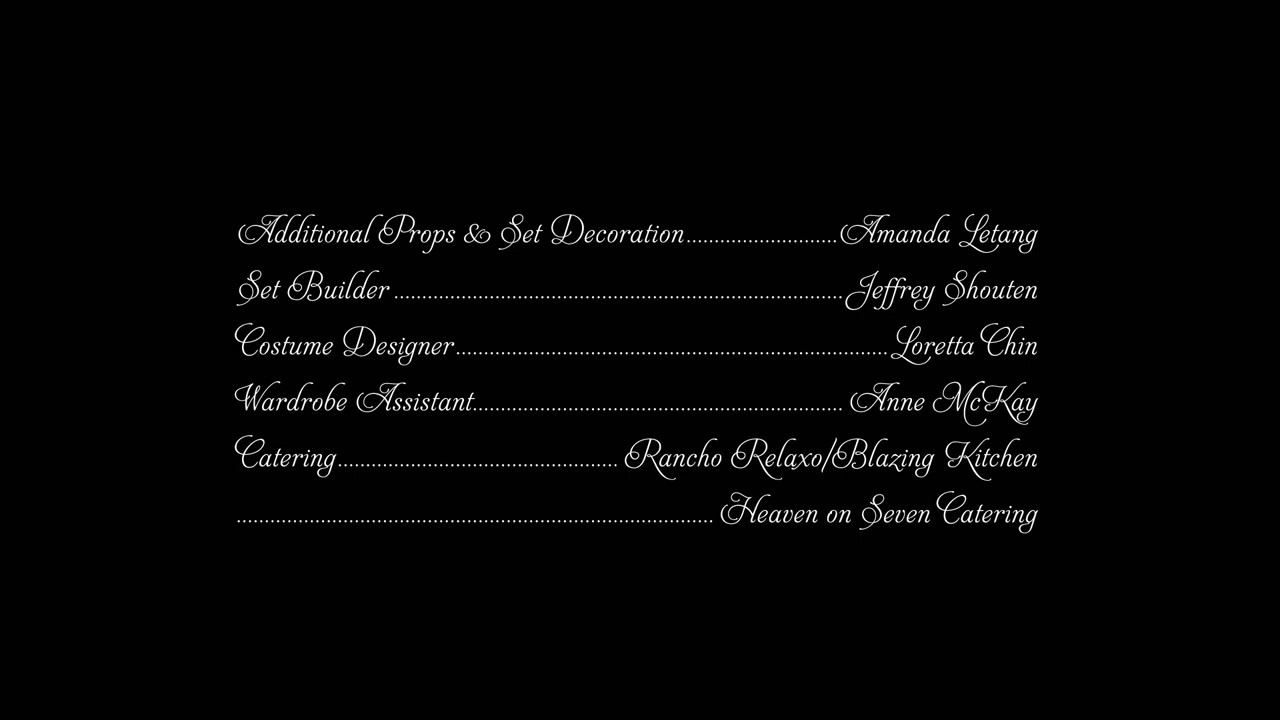 Additional Props & Set Decoration..........................Amanda Letang
Set Builder ..............................................................................Jeffrey Shouten
Costume Designer...........................................................................Loretta Chin
Wardrobe Assistant................................................................ Anne McKay
Catering................................................. Rancho Relaxo/Blazing Kitchen
................................................................................... Heaven on Seven Catering